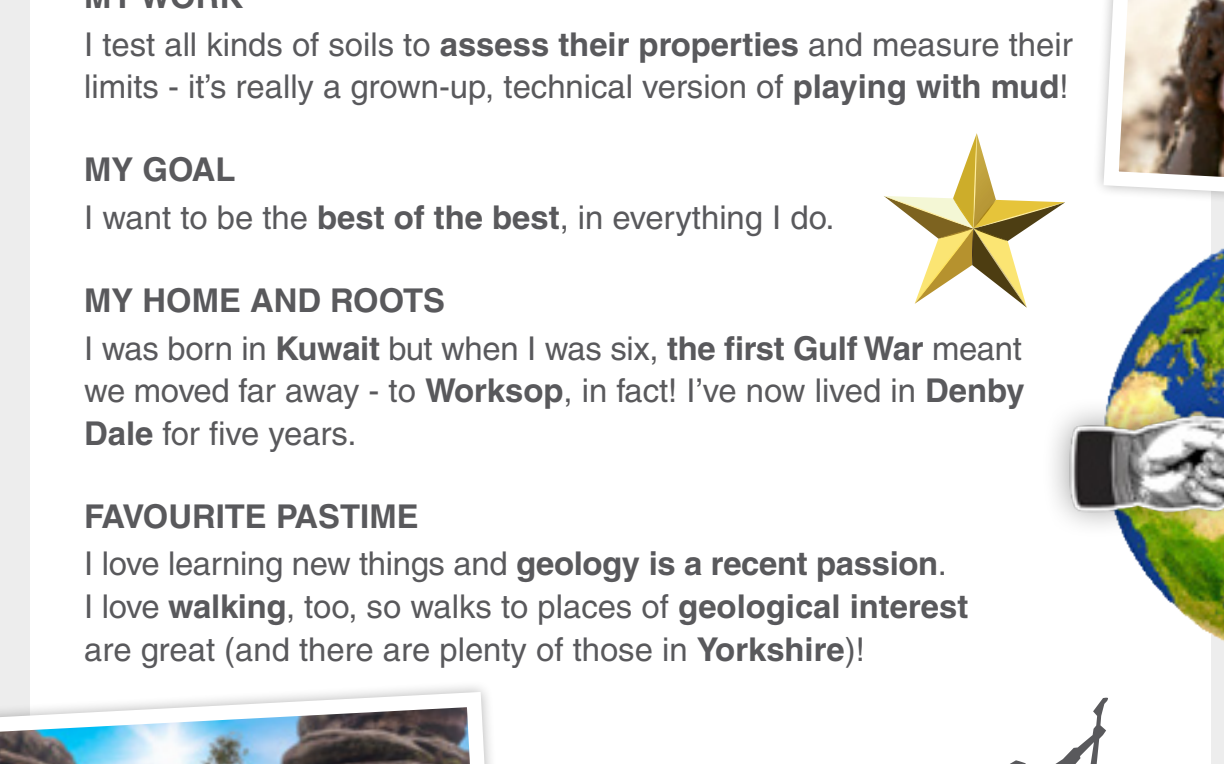 MY WORK
I test all kinds of soils to assess their properties and measure their
limits - it's really a grown-up, technical version of playing with mud!
MY GOAL
I want to be the best of the best, in everything I do.
MY HOME AND ROOTS
I was born in Kuwait but when I was six, the first Gulf War meant
we moved far away - to Worksop, in fact! I've now lived in Denby
Dale for five years.
FAVOURITE PASTIME
I love learning new things and geology is a recent passion.
I love walking, too, so walks to places of geological interest
are great (and there are plenty of those in Yorkshire)!